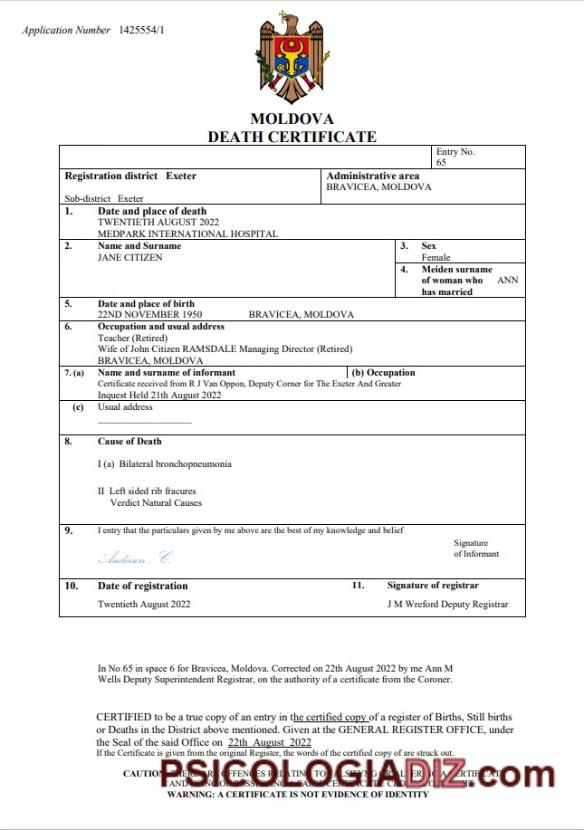 Application Number 1425554/1
MOLDOVA
DEATH CERTIFICATE
Entry No.
65
Registration district Exeter
Administrative area
BRAVICEA, MOLDOVA
Sub-district Exeter
1. Date and place of death
TWENTIETH AUGUST 2022
MEDPARK INTERNATIONAL HOSPITAL
2. Name and Surname
JANE CITIZEN
3. Sex
Female
4. Meiden surname
of woman who ANN
has married
5. Date and place of birth
22ND NOVEMBER 1950 BRAVICEA, MOLDOVA
6. Occupation and usual address
Teacher (Retired)
Wife of John Citizen RAMSDALE Managing Director (Retired)
BRAVICEA, MOLDOVA
7. (a) Name and surname of informant (b) Occupation
Certificate received from R J Van Oppon, Deputy Corner for The Exeter And Greater
Inquest Held 21th August 2022
(c) Usual address
8. Cause of Death
I (a) Bilateral bronchopneumonia
II Left sided rib fracures
Verdict Natural Causes
9. I entry that the particulars given by me above are the best of my knowledge and belief
Anderson . C.
Signature
of Informant
10. Date of registration
11. Signature of registrar
Twentieth August 2022
J M Wreford Deputy Registrar
In No 65 in space 6 for Bravicea, Moldova. Corrected on 22th August 2022 by me Ann M
Wells Deputy Superintendent Registrar, on the authority of a certificate from the Coroner.
CERTIFIED to be a true copy of an entry in the certified copy of a register of Births, Still births
or Deaths in the District above mentioned. Given at the GENERAL REGISTER OFFICE, under
the Seal of the said Office on 22th August 2022
If the Certificate is given from the original Register, the words of the certified copy of are struck out.
CAUTION THERE ARE OFFENCES RELATING TO FALSIFYING OR ALTERING A CERTIFICAT
PSICOLOGIADIZ.com
WARNING: A CERTIFICATE IS NOT EVIDENCE OF IDENTITY